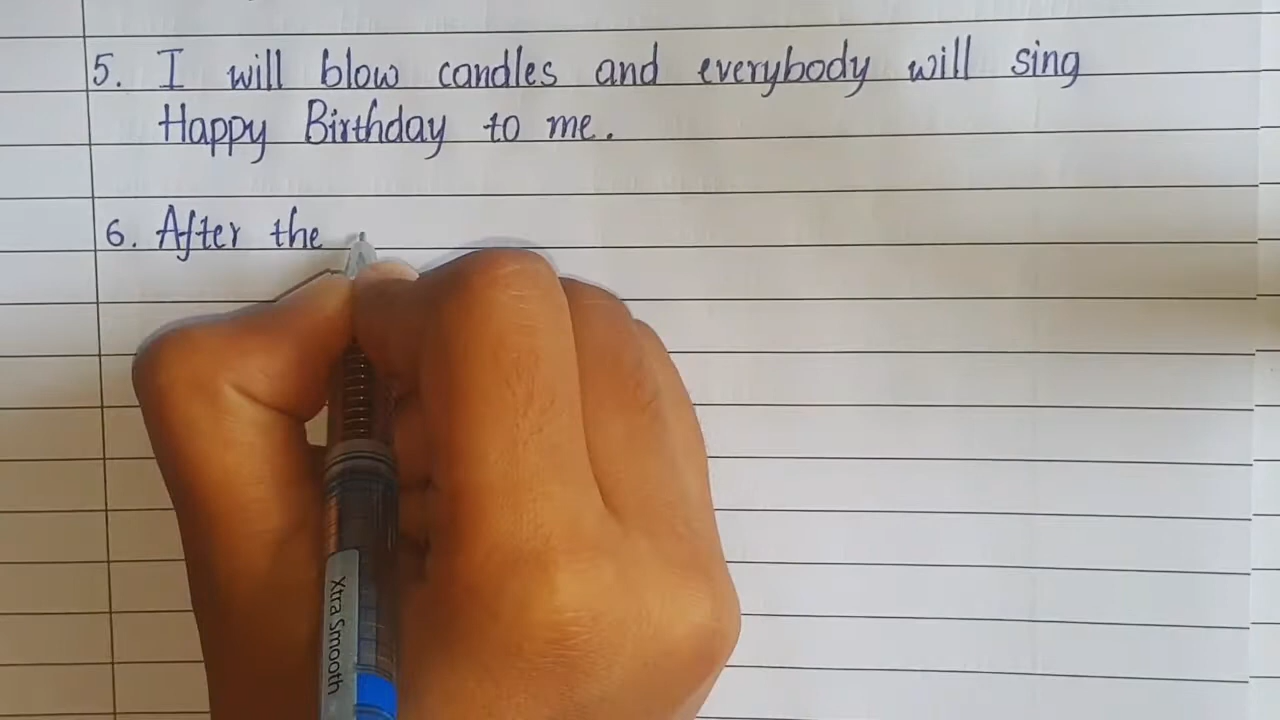 5. I will blow candles and everybody will sing
Happy Birthday to me.
6. After the
Xtra Smooth